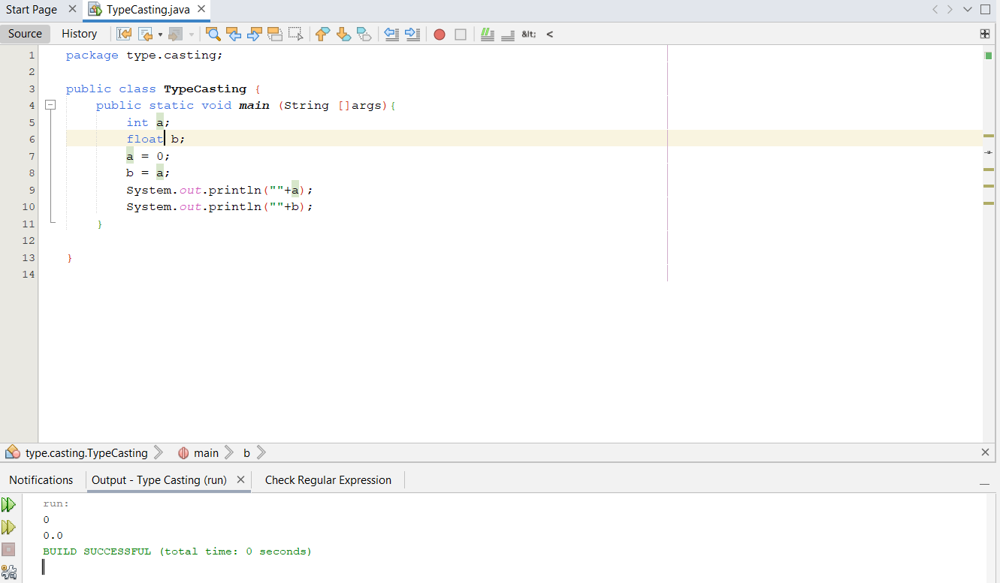 Start Page TypeCasting.java
Source History &lt; <
1 package type.casting;
2
3 public class TypeCasting {
4 public static void main (String []args){
5 int a;
6 float b;
7 a = 0;
8 b = a;
9 System.out.println(""+a);
10 System.out.println(""+b);
11 }
12
13 }
14
type.casting.TypeCasting main b
Notifications Output - Type Casting (run) Check Regular Expression
run:
0
0.0
BUILD SUCCESSFUL (total time: 0 seconds)